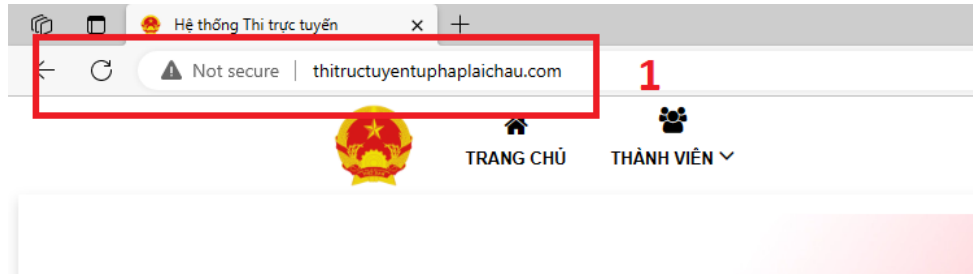 Hệ thống Thi trực tuyến
Not secure | thitructuyentuphaplaichau.com
1
TRANG CHỦ THÀNH VIÊN